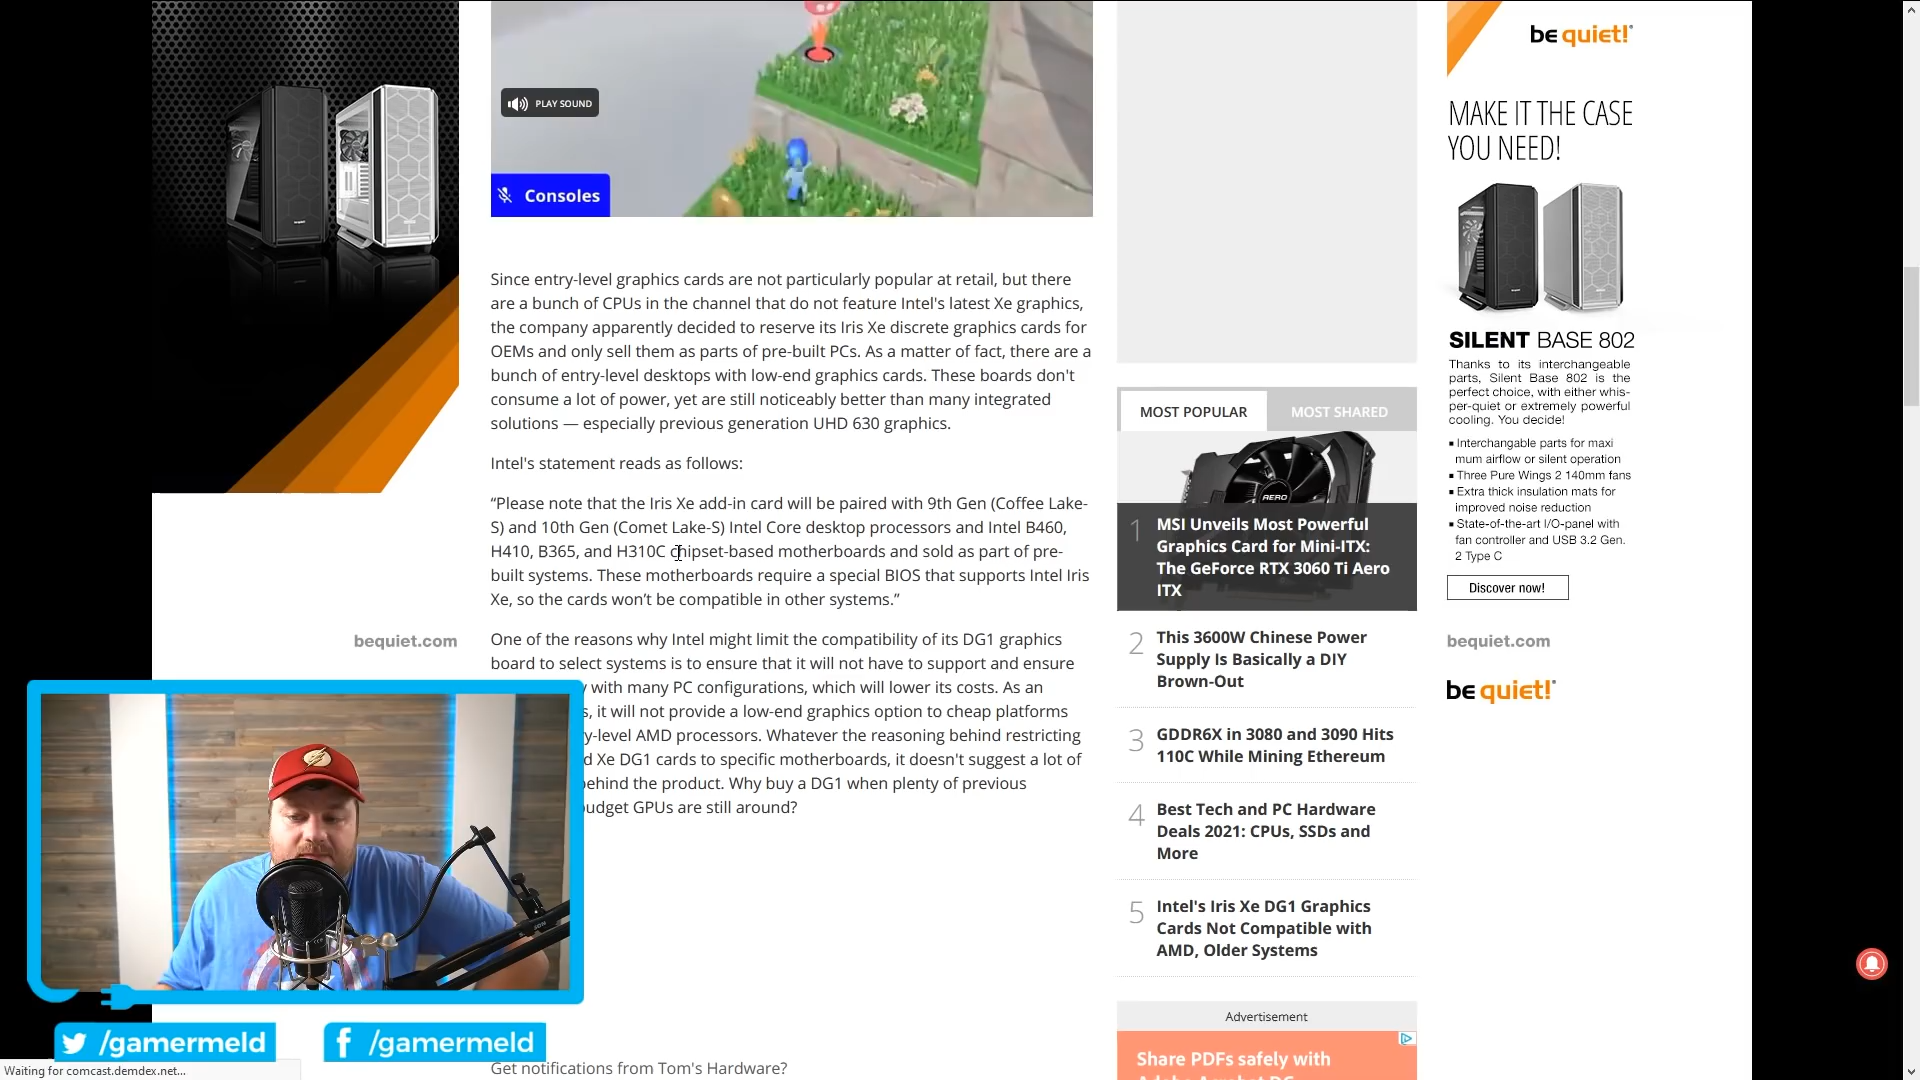 PLAY SOUND
Consoles
Since entry-level graphics cards are not particularly popular at retail, but there
are a bunch of CPUs in the channel that do not feature Intel's latest Xe graphics,
the company apparently decided to reserve its Iris Xe discrete graphics cards for
OEMs and only sell them as parts of pre-built PCs. As a matter of fact, there are a
bunch of entry-level desktops with low-end graphics cards. These boards don't
consume a lot of power, yet are still noticeably better than many integrated
solutions — especially previous generation UHD 630 graphics.
Intel's statement reads as follows:
“Please note that the Iris Xe add-in card will be paired with 9th Gen (Coffee Lake-
S) and 10th Gen (Comet Lake-S) Intel Core desktop processors and Intel B460,
H410, B365, and H310C chipset-based motherboards and sold as part of pre-
built systems. These motherboards require a special BIOS that supports Intel Iris
Xe, so the cards won’t be compatible in other systems.”
One of the reasons why Intel might limit the compatibility of its DG1 graphics
board to select systems is to ensure that it will not have to support and ensure
with many PC configurations, which will lower its costs. As an
it will not provide a low-end graphics option to cheap platforms
AMD processors. Whatever the reasoning behind restricting
Xe DG1 cards to specific motherboards, it doesn't suggest a lot of
behind the product. Why buy a DG1 when plenty of previous
budget GPUs are still around?
Get notifications from Tom's Hardware?
bequiet.com
/gamermeld
/gamermeld
Waiting for comcast.demdex.net...
MOST POPULAR
MOST SHARED
AERO
1
MSI Unveils Most Powerful
Graphics Card for Mini-ITX:
The GeForce RTX 3060 Ti Aero
ITX
2
This 3600W Chinese Power
Supply Is Basically a DIY
Brown-Out
3
GDDR6X in 3080 and 3090 Hits
110C While Mining Ethereum
4
Best Tech and PC Hardware
Deals 2021: CPUs, SSDs and
More
5
Intel's Iris Xe DG1 Graphics
Cards Not Compatible with
AMD, Older Systems
Advertisement
Share PDFs safely with
be quiet!
MAKE IT THE CASE
YOU NEED!
SILENT BASE 802
Thanks to its interchangeable
parts, Silent Base 802 is the
perfect choice, with either whis-
per-quiet or extremely powerful
cooling. You decide!
▪ Interchangable parts for maxi
mum airflow or silent operation
▪ Three Pure Wings 2 140mm fans
▪ Extra thick insulation mats for
improved noise reduction
▪ State-of-the-art I/O-panel with
fan controller and USB 3.2 Gen.
2 Type C
Discover now!
bequiet.com
be quiet!